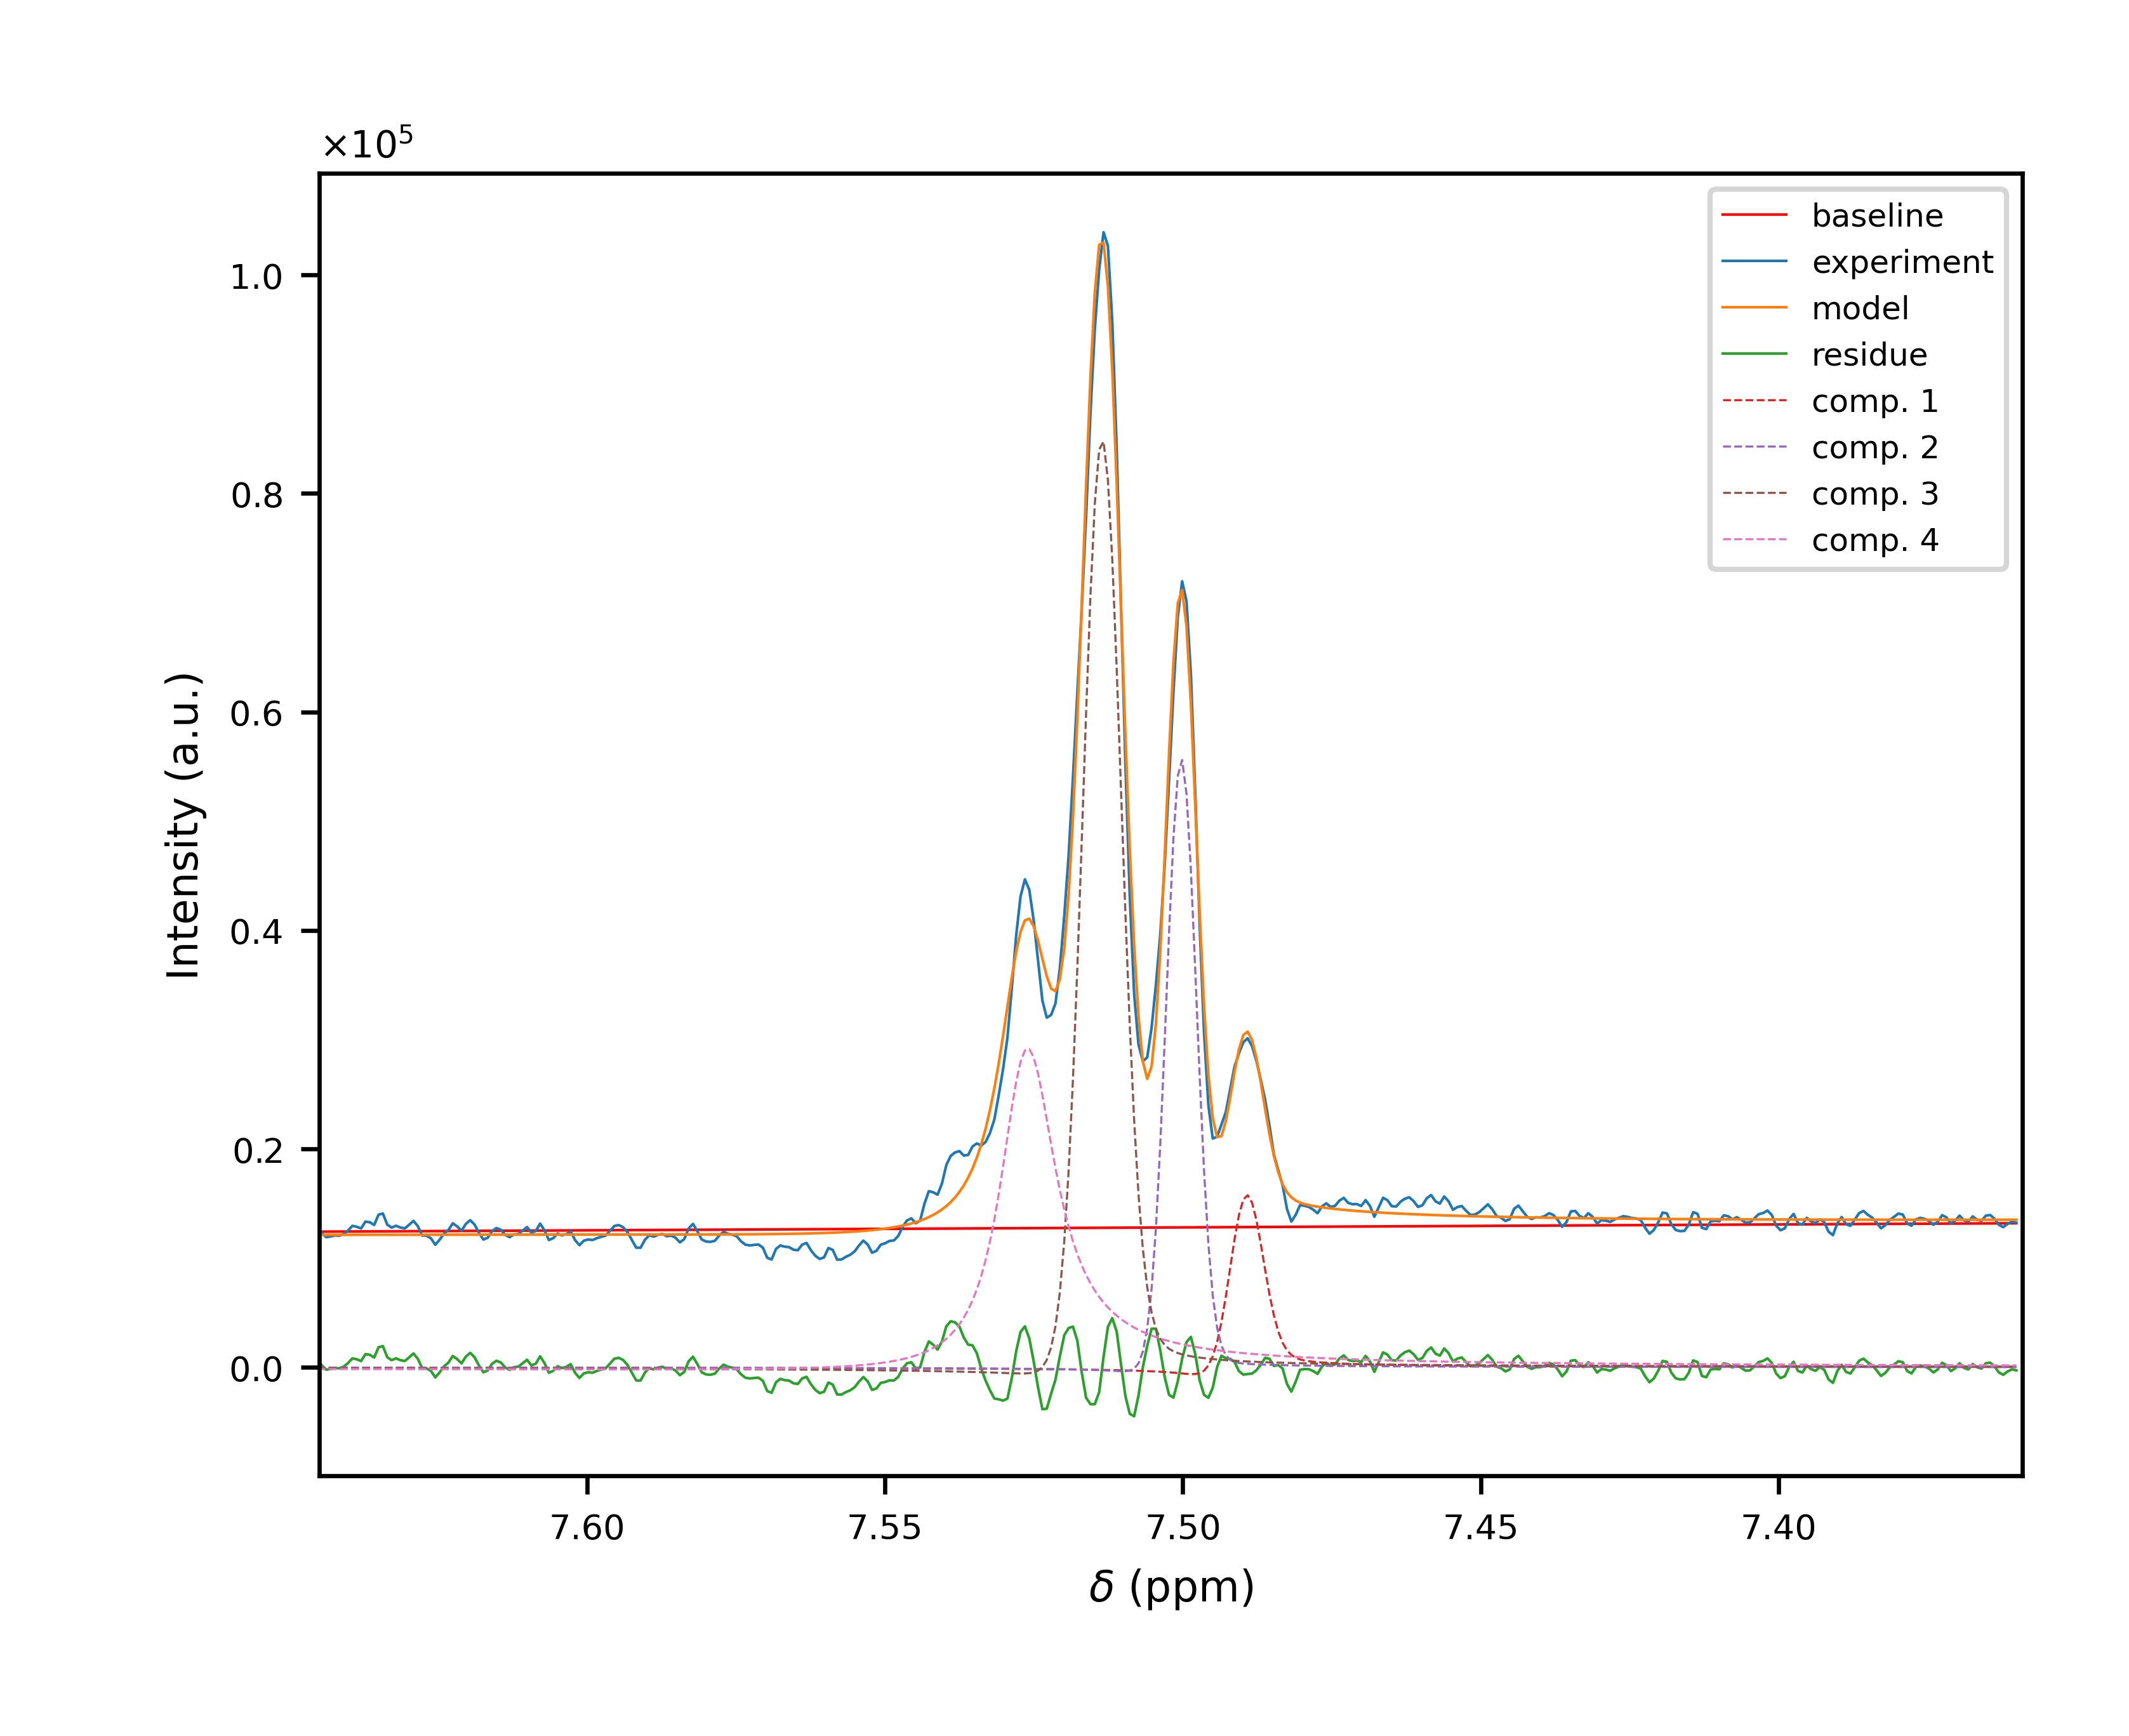 ×10⁵
1.0
0.8
0.6
0.4
0.2
0.0
Intensity (a.u.)
baseline
experiment
model
residue
comp. 1
comp. 2
comp. 3
comp. 4
7.60 7.55 7.50 7.45 7.40
δ (ppm)